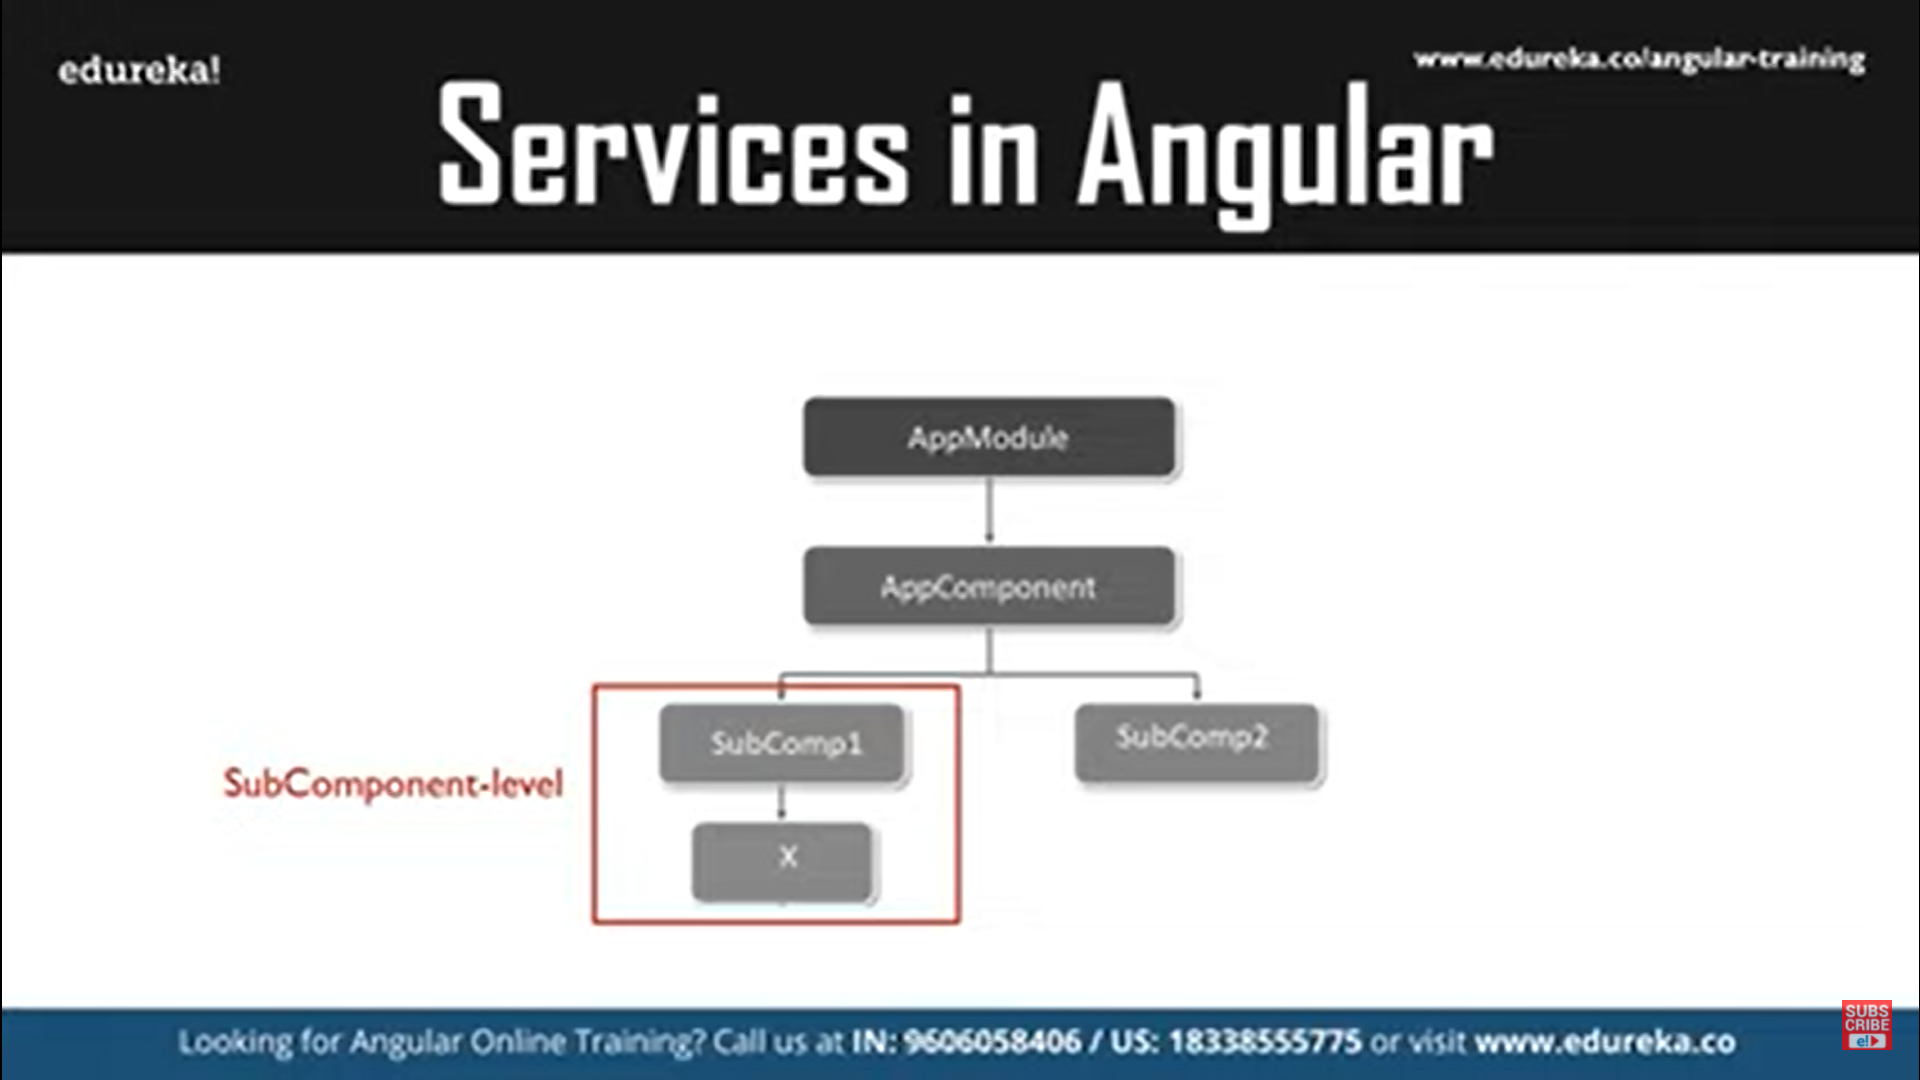 edureka!
www.edureka.co/angular-training
Services in Angular
AppModule
AppComponent
SubComp1
SubComp2
SubComponent-level
X
Looking for Angular Online Training? Call us at IN: 9606058406 / US: 18338555775 or visit www.edureka.co
SUBS
CRIBE
e!